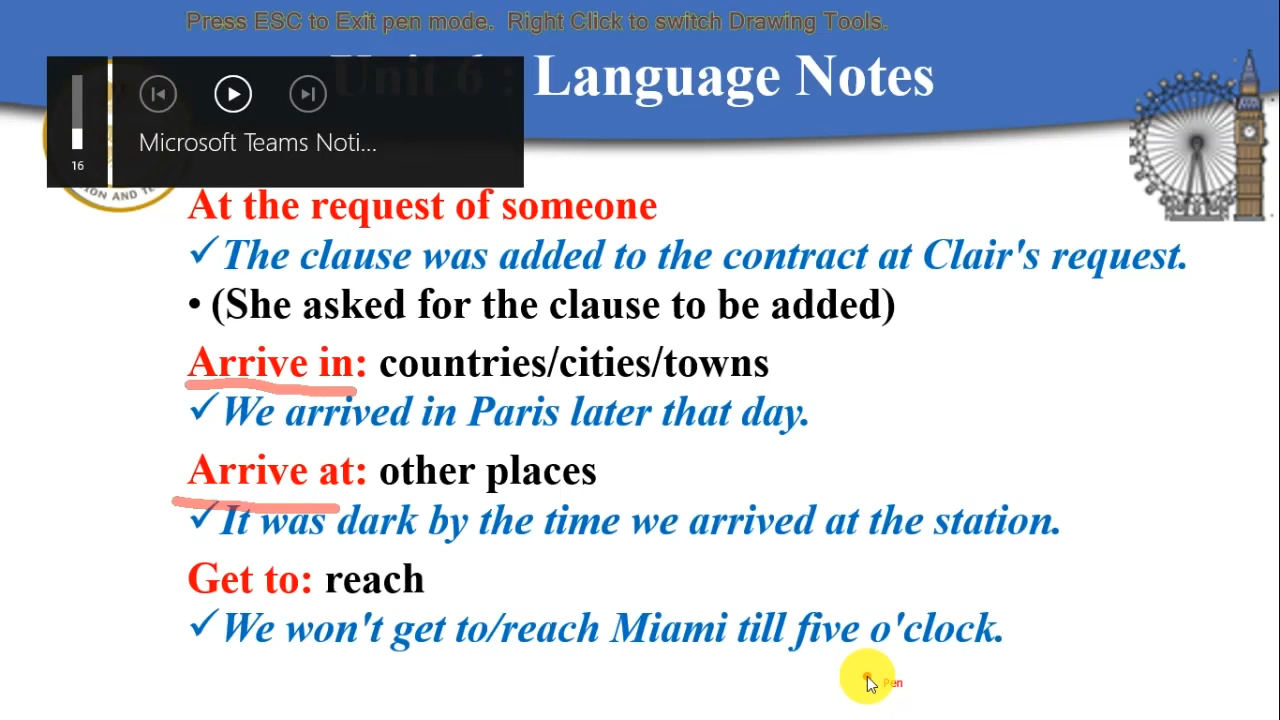 Press ESC to Exit pen mode. Right Click to switch Drawing Tools.
Unit 6 : Language Notes
16
Microsoft Teams Noti...
ION AND TE
At the request of someone
✓The clause was added to the contract at Clair's request.
• (She asked for the clause to be added)
Arrive in: countries/cities/towns
✓We arrived in Paris later that day.
Arrive at: other places
✓It was dark by the time we arrived at the station.
Get to: reach
✓We won't get to/reach Miami till five o'clock.
Pen